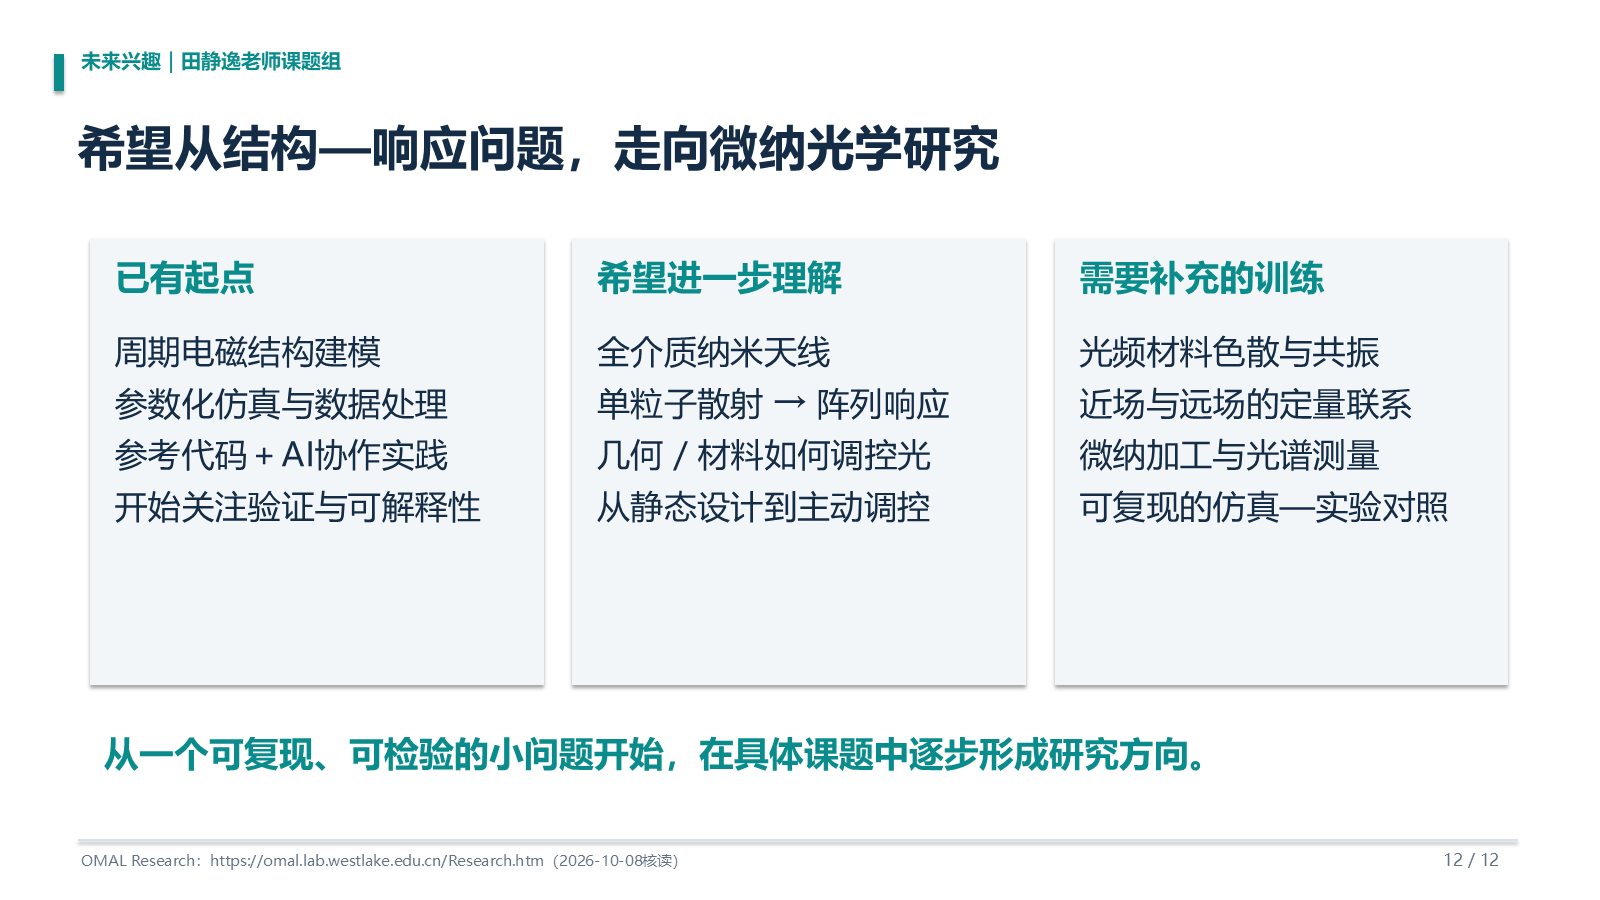 未来兴趣｜田静逸老师课题组
希望从结构—响应问题，走向微纳光学研究
已有起点
周期电磁结构建模
参数化仿真与数据处理
参考代码 + AI协作实践
开始关注验证与可解释性
希望进一步理解
全介质纳米天线
单粒子散射 → 阵列响应
几何 / 材料如何调控光
从静态设计到主动调控
需要补充的训练
光频材料色散与共振
近场与远场的定量联系
微纳加工与光谱测量
可复现的仿真—实验对照
从一个可复现、可检验的小问题开始，在具体课题中逐步形成研究方向。
OMAL Research：https://omal.lab.westlake.edu.cn/Research.htm（2026-10-08核读）
12 / 12